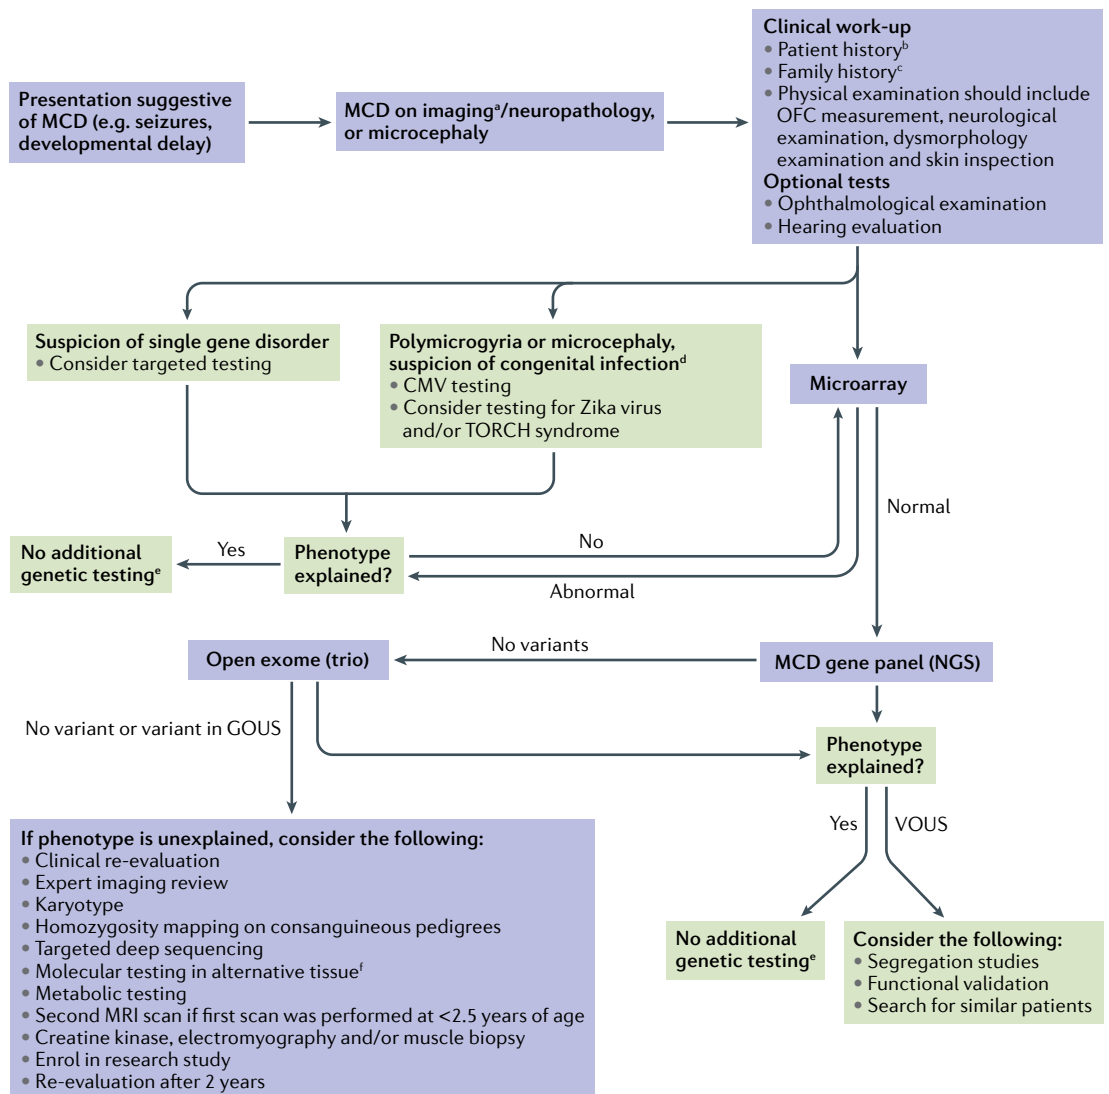 Presentation suggestive
of MCD (e.g. seizures,
developmental delay)
MCD on imagingᵃ/neuropathology,
or microcephaly
Clinical work-up
• Patient historyᵇ
• Family historyᶜ
• Physical examination should include
OFC measurement, neurological
examination, dysmorphology
examination and skin inspection
Optional tests
• Ophthalmological examination
• Hearing evaluation
Suspicion of single gene disorder
• Consider targeted testing
Polymicrogyria or microcephaly,
suspicion of congenital infectionᵈ
• CMV testing
• Consider testing for Zika virus
and/or TORCH syndrome
Microarray
Normal
No additional
genetic testingᵉ
Yes
Phenotype
explained?
No
Abnormal
Open exome (trio)
No variants
MCD gene panel (NGS)
No variant or variant in GOUS
Phenotype
explained?
Yes
VOUS
If phenotype is unexplained, consider the following:
• Clinical re-evaluation
• Expert imaging review
• Karyotype
• Homozygosity mapping on consanguineous pedigrees
• Targeted deep sequencing
• Molecular testing in alternative tissueᶠ
• Metabolic testing
• Second MRI scan if first scan was performed at <2.5 years of age
• Creatine kinase, electromyography and/or muscle biopsy
• Enrol in research study
• Re-evaluation after 2 years
No additional
genetic testingᵉ
Consider the following:
• Segregation studies
• Functional validation
• Search for similar patients